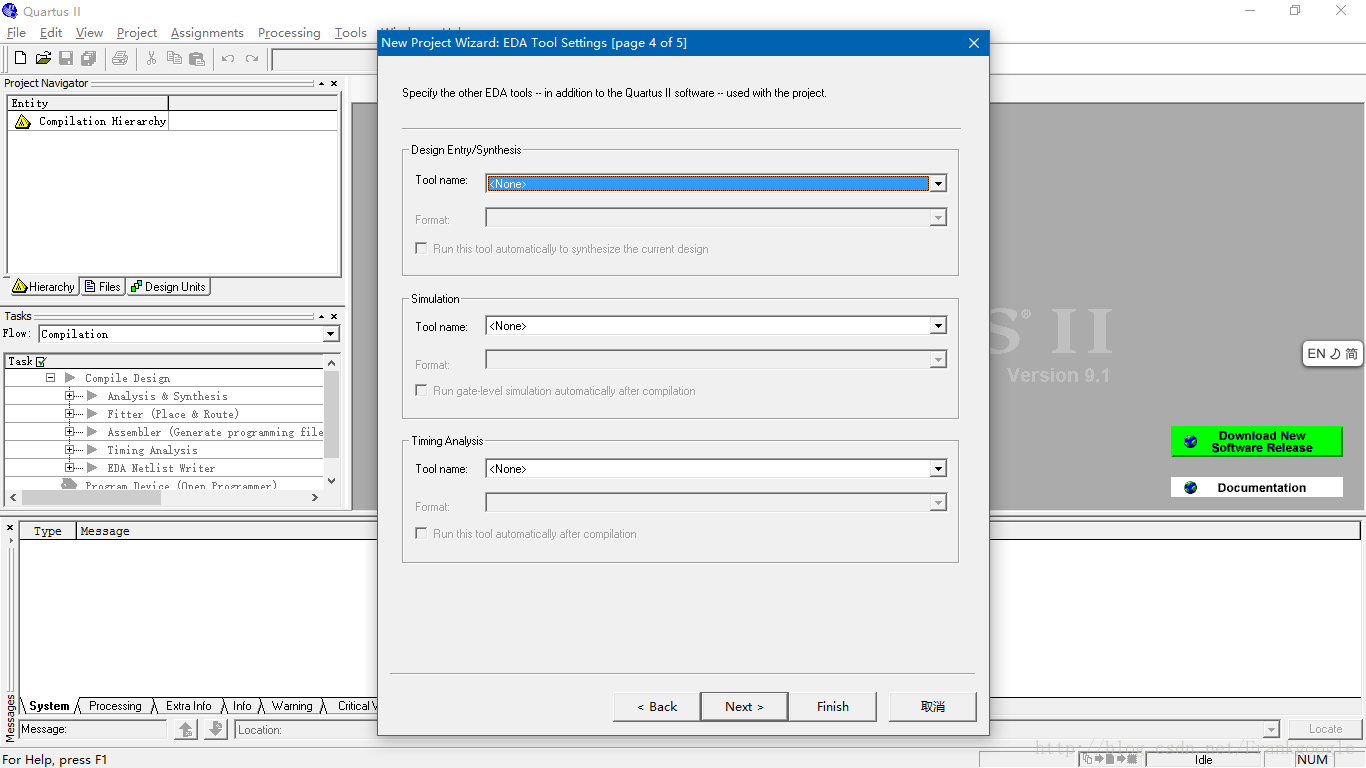 Quartus II
File Edit View Project Assignments Processing Tools
New Project Wizard: EDA Tool Settings [page 4 of 5]
Project Navigator
Entity
Compilation Hierarchy
Hierarchy Files Design Units
Tasks
Flow: Compilation
Task
Compile Design
Analysis & Synthesis
Fitter (Place & Route)
Assembler (Generate programming file
Timing Analysis
EDA Netlist Writer
Program Device (Open Programmer)
Specify the other EDA tools -- in addition to the Quartus II software -- used with the project.
Design Entry/Synthesis
Tool name: <None>
Format:
Run this tool automatically to synthesize the current design
Simulation
Tool name: <None>
Format:
Run gate-level simulation automatically after compilation
Timing Analysis
Tool name: <None>
Format:
Run this tool automatically after compilation
< Back Next > Finish 取消
S® II
Version 9.1
EN 简
Download New
Software Release
Documentation
Type Message
System Processing Extra Info Info Warning Critical W
Messages
Message: Location: Locate
http://blog.csdn.net/Frankgoogle
For Help, press F1 Idle NUM